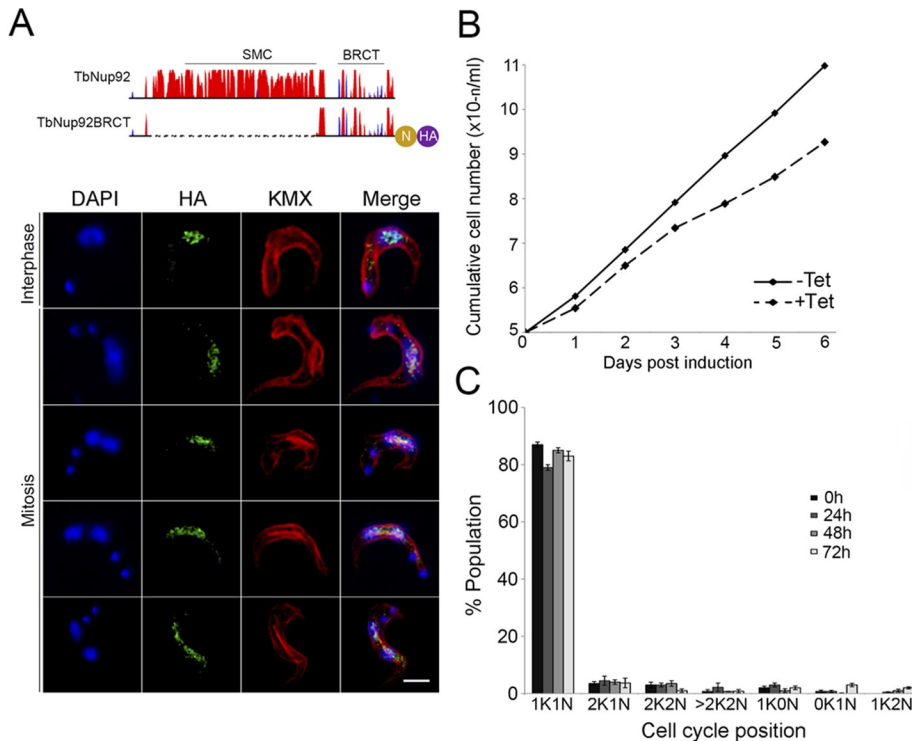 A
SMC
BRCT
TbNup92
TbNup92BRCT
N
HA
DAPI
HA
KMX
Merge
Interphase
Mitosis
B
Cumulative cell number (x10-n/ml)
11
10
9
8
7
6
5
0
1
2
3
4
5
6
Days post induction
-Tet
+Tet
C
% Population
100
80
60
40
20
0
0h
24h
48h
72h
1K1N
2K1N
2K2N
>2K2N
1K0N
0K1N
1K2N
Cell cycle position